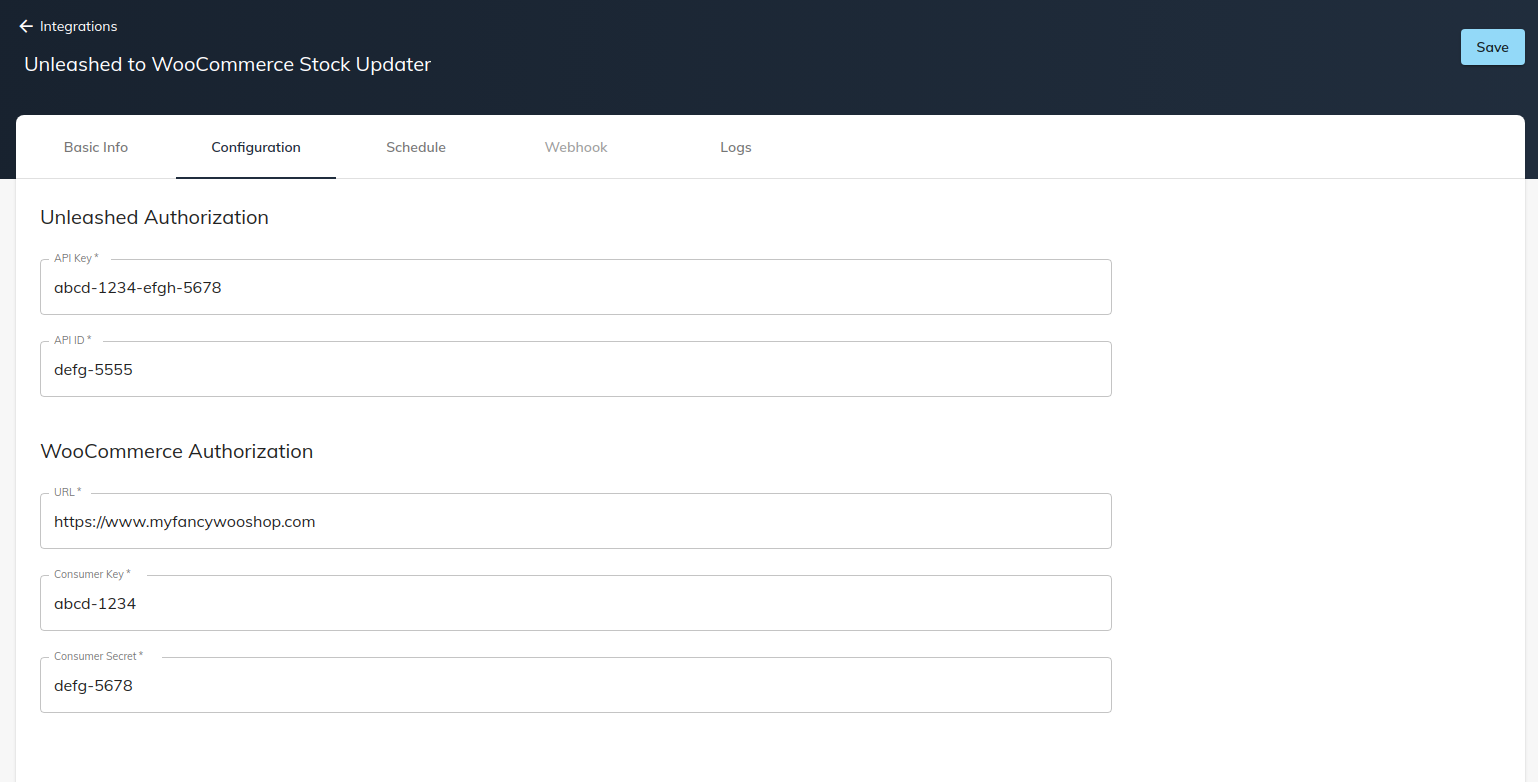 Integrations
Unleashed to WooCommerce Stock Updater
Save
Basic Info
Configuration
Schedule
Webhook
Logs
Unleashed Authorization
API Key *
abcd-1234-efgh-5678
API ID *
defg-5555
WooCommerce Authorization
URL *
https://www.myfancywooshop.com
Consumer Key *
abcd-1234
Consumer Secret *
defg-5678